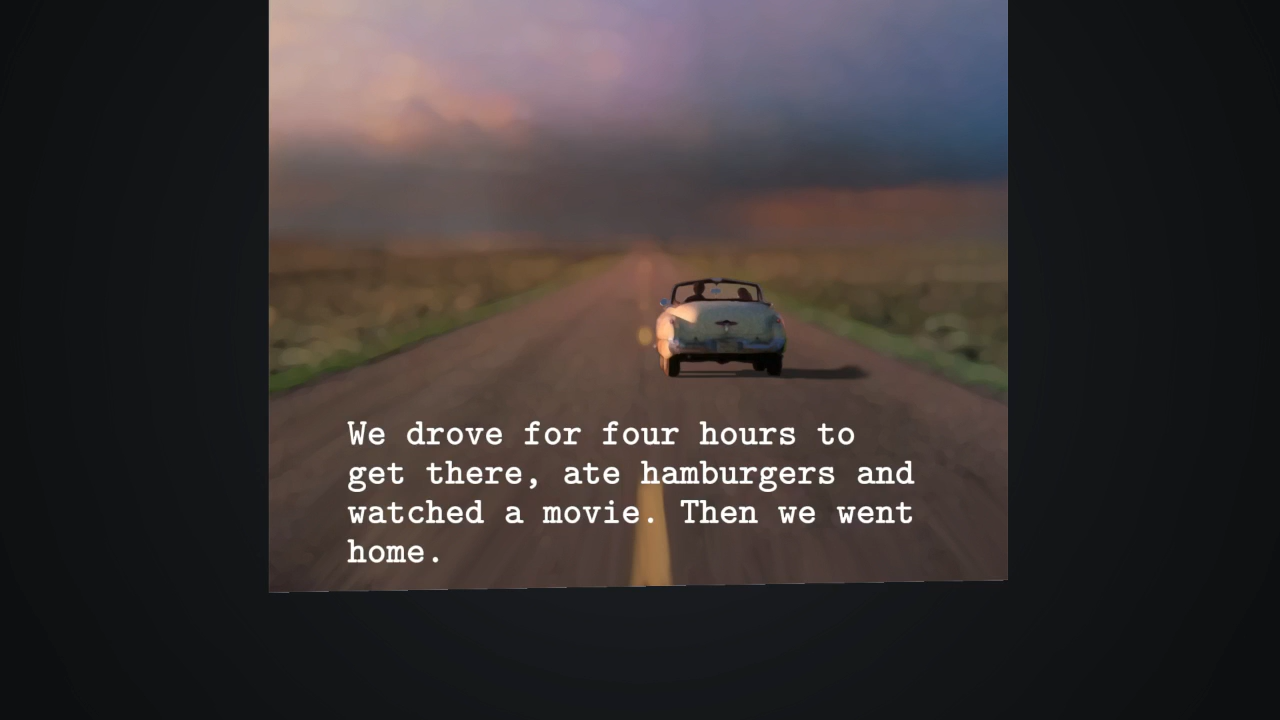 We drove for four hours to
get there, ate hamburgers and
watched a movie. Then we went
home.